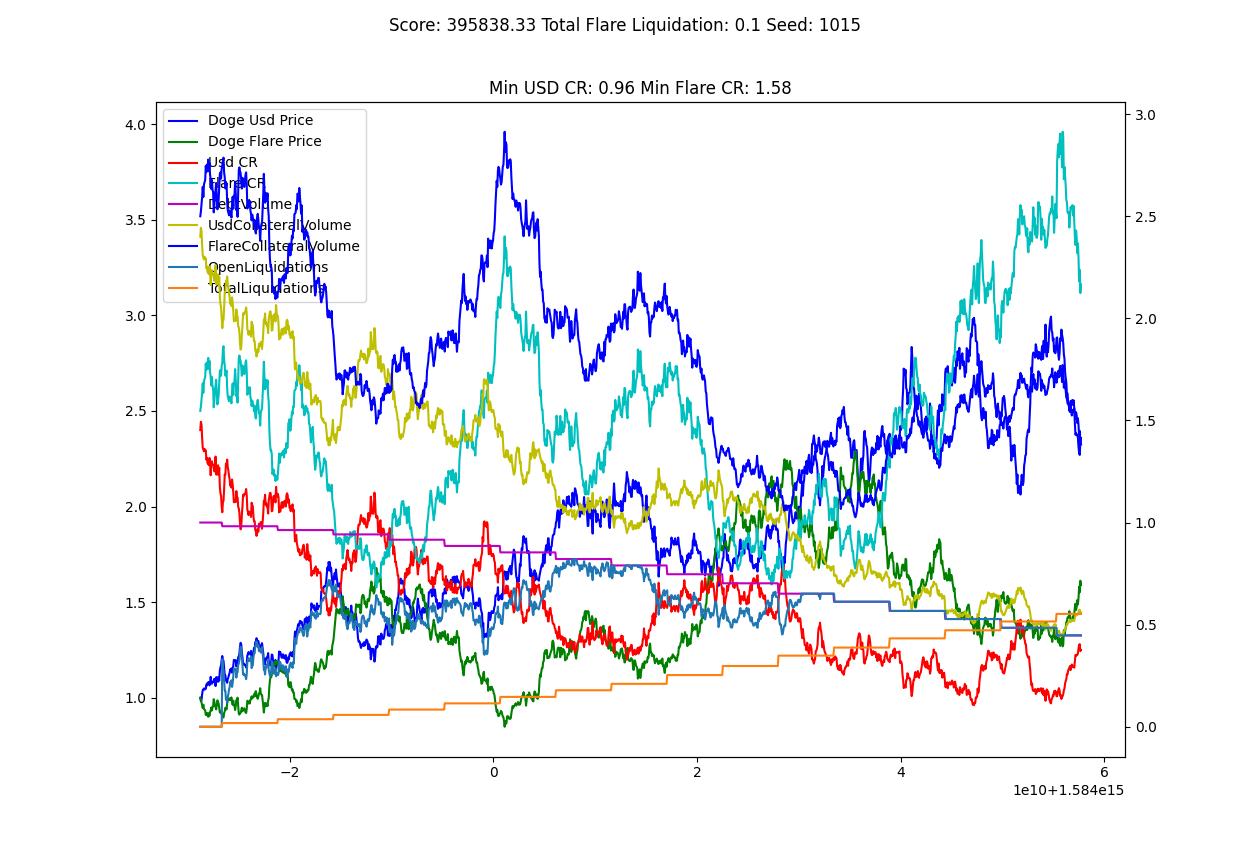 Score: 395838.33 Total Flare Liquidation: 0.1 Seed: 1015
Min USD CR: 0.96 Min Flare CR: 1.58
Doge Usd Price
Doge Flare Price
Usd CR
Flare CR
DebtVolume
UsdCollateralVolume
FlareCollateralVolume
OpenLiquidations
TotalLiquidations
4.0
3.5
3.0
2.5
2.0
1.5
1.0
3.0
2.5
2.0
1.5
1.0
0.5
0.0
−2 0 2 4 6
1e10+1.584e15